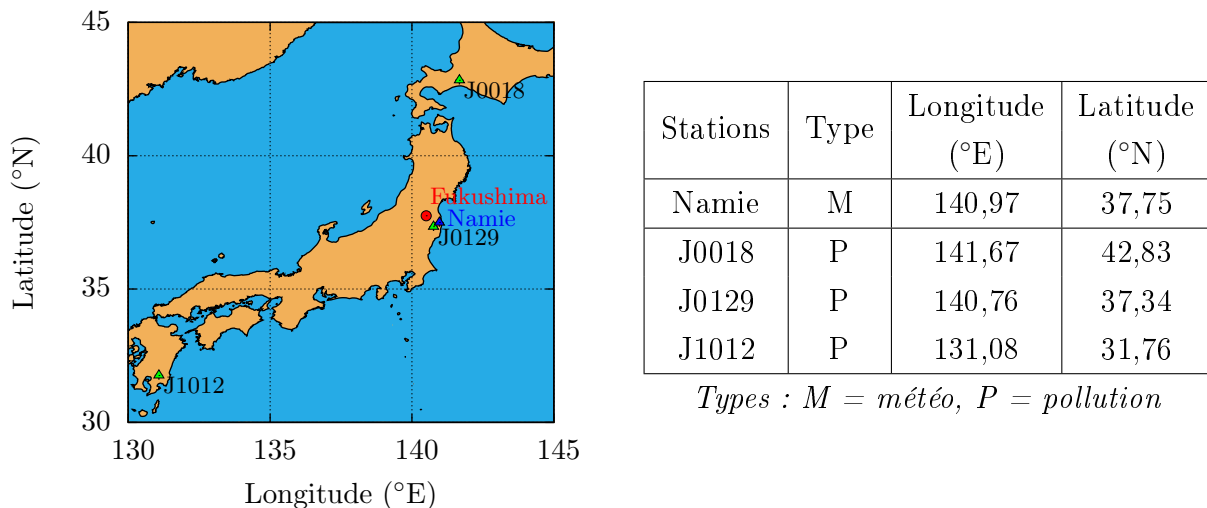 45
40
35
30
130
135
140
145
Latitude (°N)
Longitude (°E)
J0018
Fukushima
Namie
J0129
J1012
Stations Type Longitude (°E) Latitude (°N)
Namie M 140,97 37,75
J0018 P 141,67 42,83
J0129 P 140,76 37,34
J1012 P 131,08 31,76
Types : M = météo, P = pollution